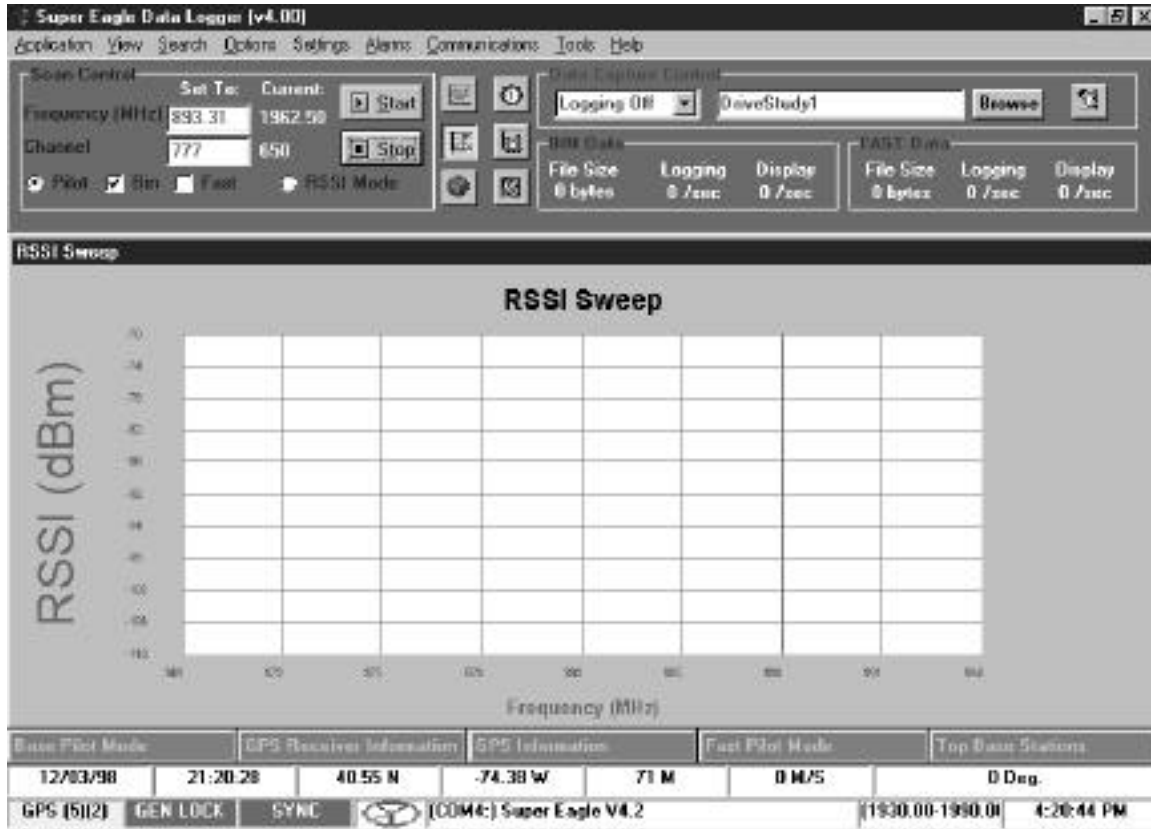 Super Eagle Data Logger [v4.00]
Application View Search Options Settings Alarms Communications Tools Help
Scan Control
Set To: Current:
Frequency (MHz) 893.31 1962.50
Start
Channel 777 650
Stop
Pilot Bin Fast RSSI Mode
Data Capture Control
Logging Off DriveStudy1 Browse
BIN Data
File Size Logging Display
0 bytes 0 /sec 0 /sec
FAST Data
File Size Logging Display
0 bytes 0 /sec 0 /sec
RSSI Sweep
RSSI Sweep
RSSI (dBm)
-70
-74
Frequency (MHz)
Base Pilot Mode GPS Receiver Information GPS Information Fast Pilot Mode Top Base Stations
12/03/98 21:20:28 40.55 N -74.38 W 71 M 0 M/S 0 Deg.
GPS [5][2] GEN LOCK SYNC [COM4:] Super Eagle V4.2 4:20:44 PM